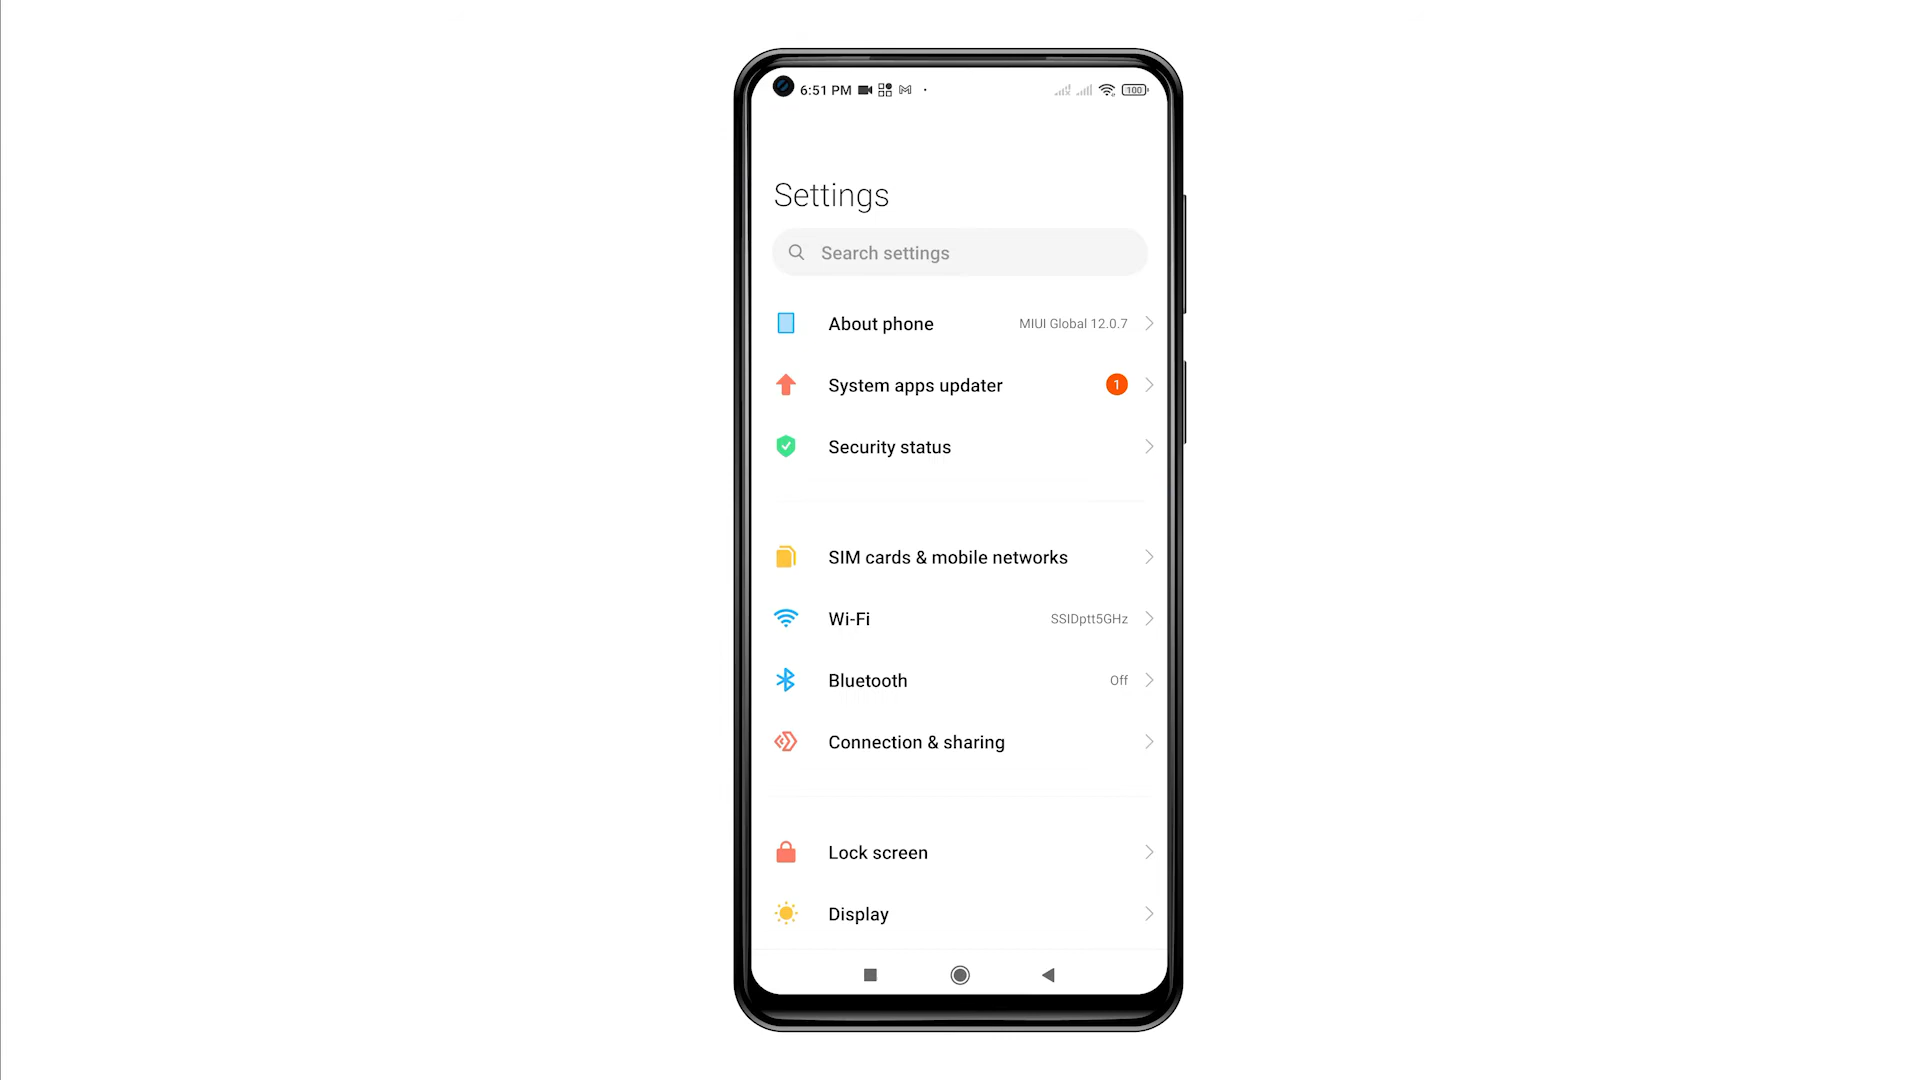 6:51 PM 100
Settings
Search settings
About phone MIUI Global 12.0.7
System apps updater 1
Security status
SIM cards & mobile networks
Wi-Fi SSIDptt5GHz
Bluetooth Off
Connection & sharing
Lock screen
Display